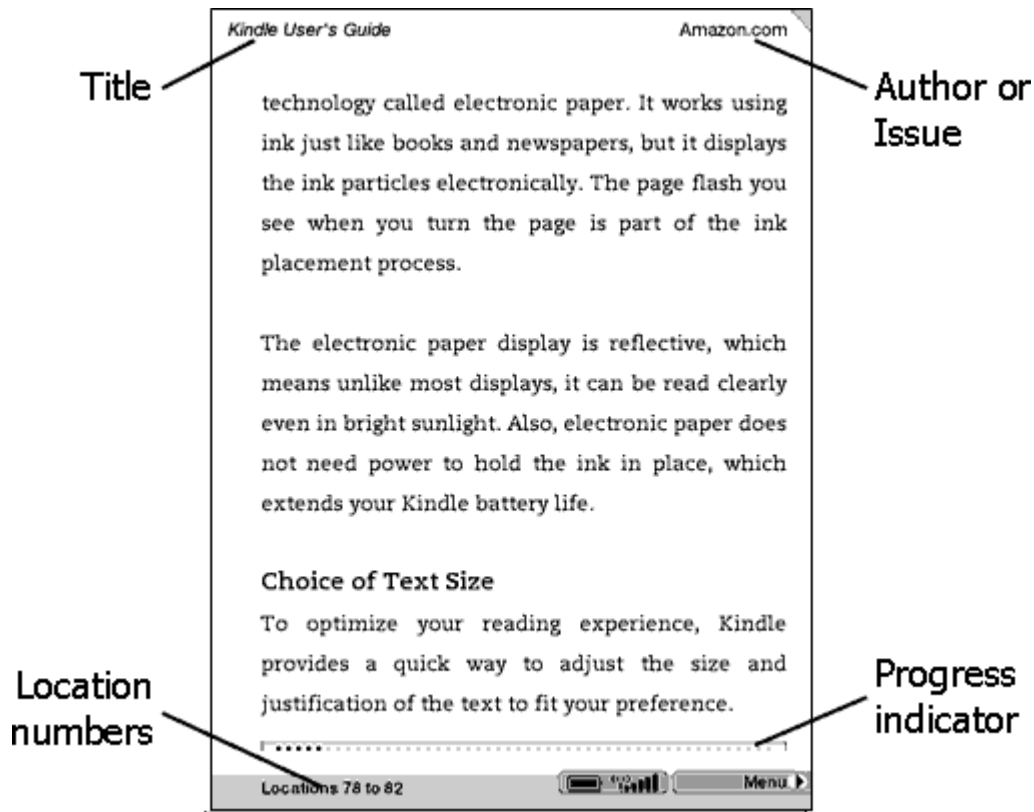 Kindle User's Guide
Amazon.com
Title
Author or
Issue
technology called electronic paper. It works using
ink just like books and newspapers, but it displays
the ink particles electronically. The page flash you
see when you turn the page is part of the ink
placement process.
The electronic paper display is reflective, which
means unlike most displays, it can be read clearly
even in bright sunlight. Also, electronic paper does
not need power to hold the ink in place, which
extends your Kindle battery life.
Choice of Text Size
To optimize your reading experience, Kindle
provides a quick way to adjust the size and
justification of the text to fit your preference.
Location
numbers
Progress
indicator
Locations 78 to 82
Menu